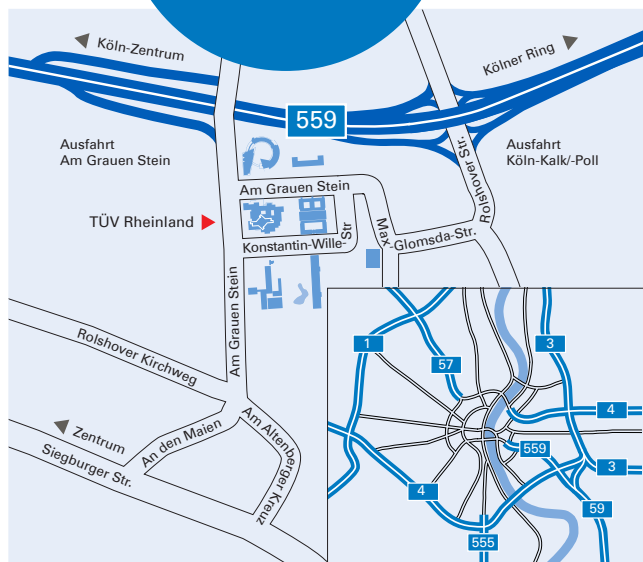 Köln-Zentrum
Kölner Ring
559
Ausfahrt
Am Grauen Stein
Ausfahrt
Köln-Kalk/-Poll
Rolshover Str.
Am Grauen Stein
TÜV Rheinland
Konstantin-Wille-
Str
Max
-Glomsda-Str.
Am Grauen Stein
Rolshover Kirchweg
Zentrum
An den Maien
Am Altenberger
Kreuz
Siegburger Str.
1
3
57
4
559
3
4
59
555